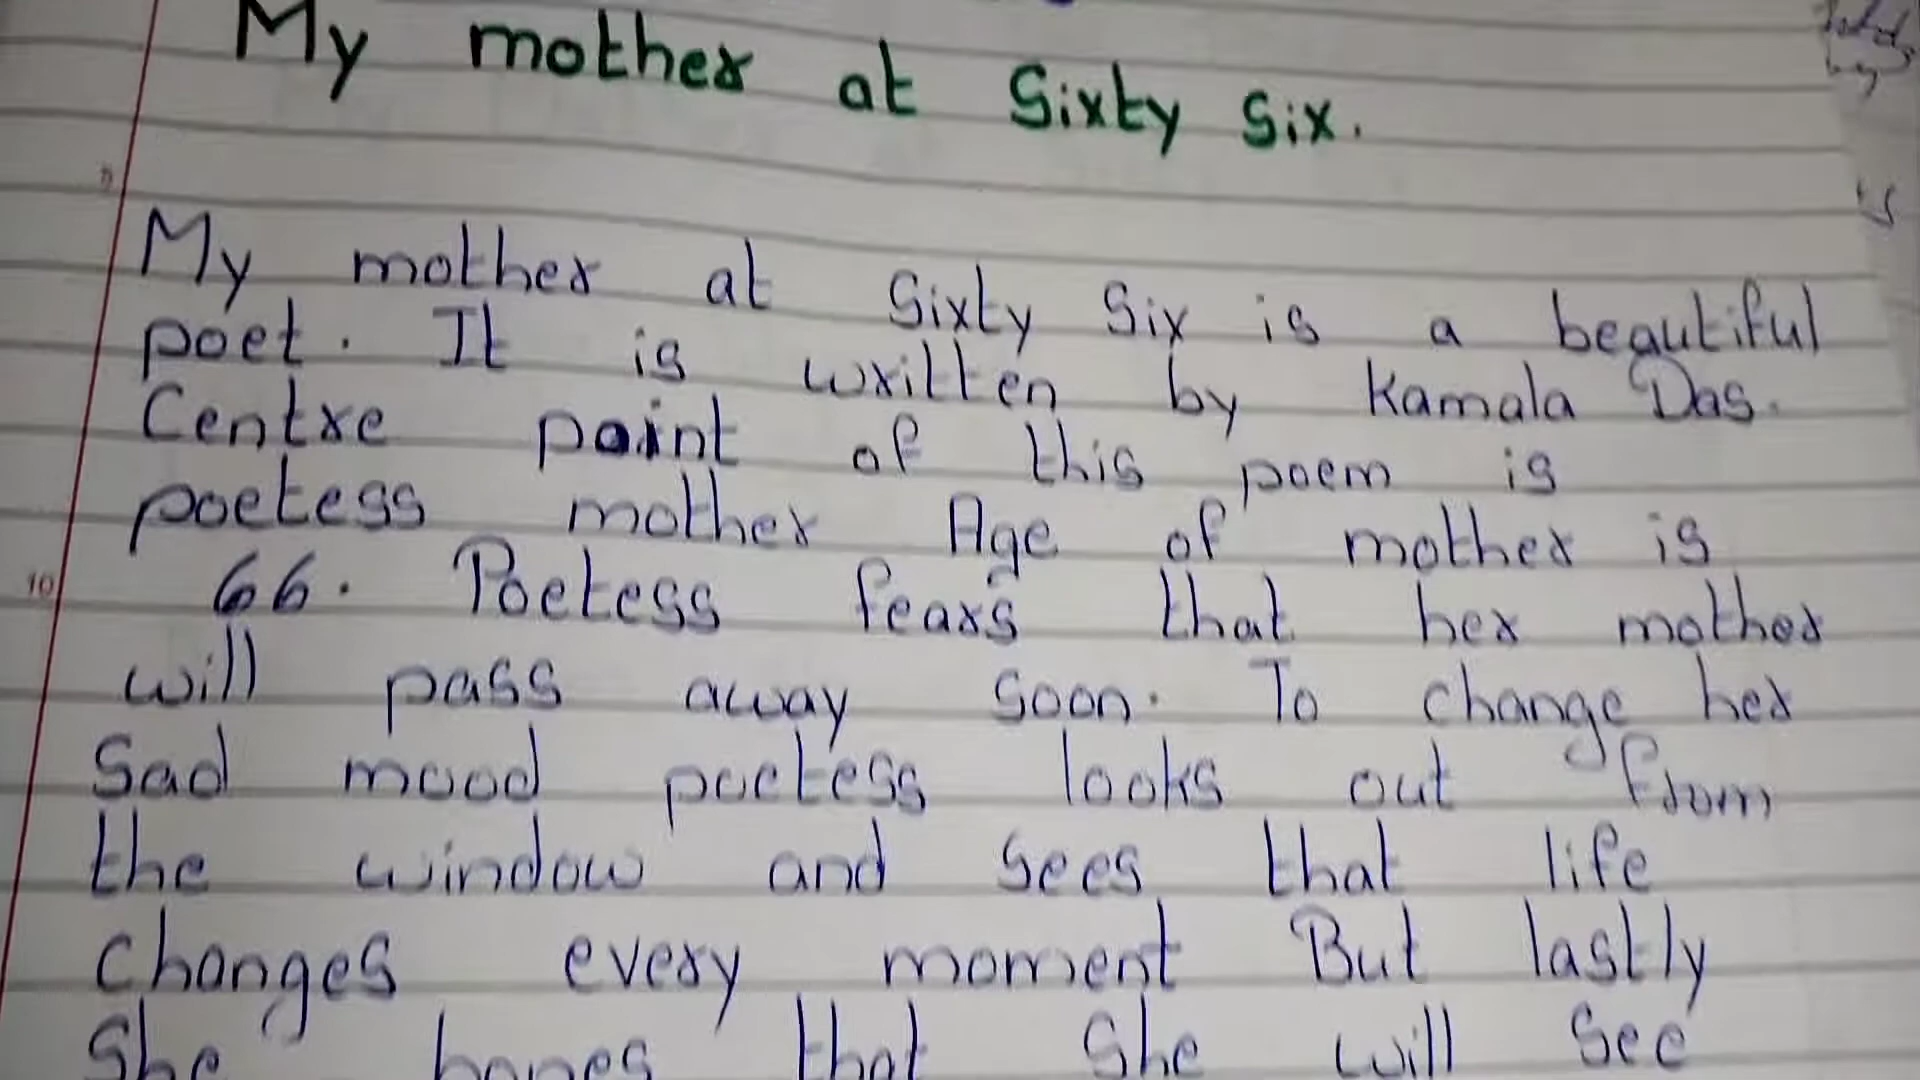 My mother at Sixty Six.
My mother at Sixty Six is a beautiful
poet. It is written by Kamala Das.
Centre point of this poem is
poetess mother Age of mother is
66. Poetess fears that her mother
will pass away soon. To change her
Sad mood poetess looks out from
the window and sees that life
changes every moment But lastly
She hopes that She will See